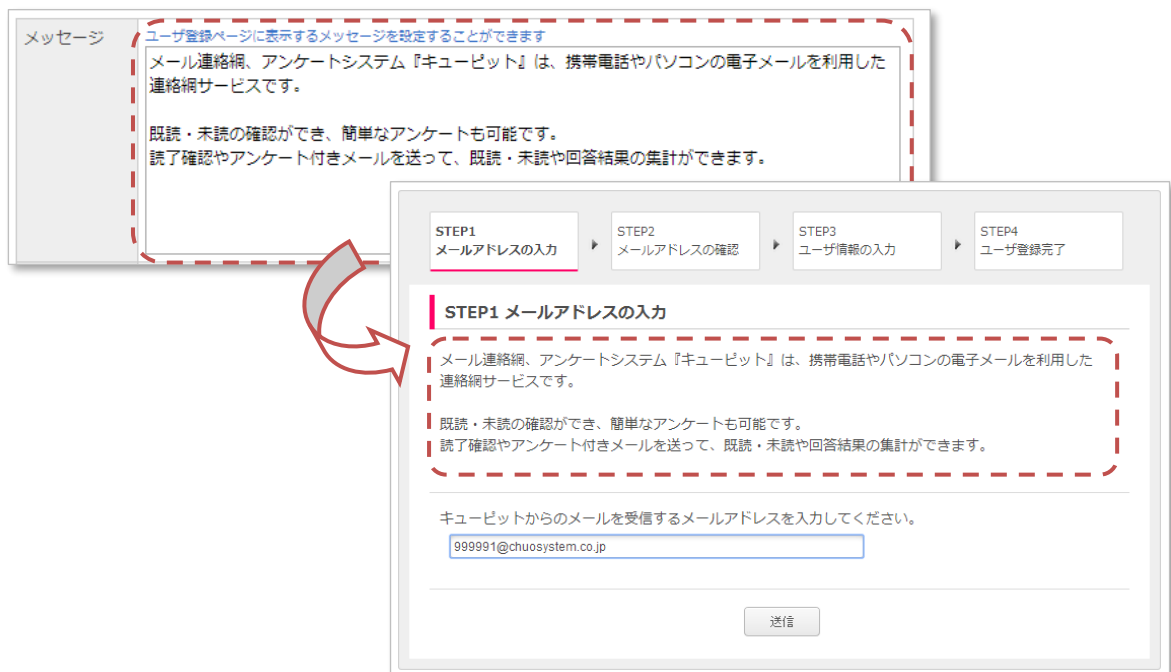 メッセージ
ユーザ登録ページに表示するメッセージを設定することができます
メール連絡網、アンケートシステム『キューピット』は、携帯電話やパソコンの電子メールを利用した
連絡網サービスです。
既読・未読の確認ができ、簡単なアンケートも可能です。
読了確認やアンケート付きメールを送って、既読・未読や回答結果の集計ができます。
STEP1
メールアドレスの入力
STEP2
メールアドレスの確認
STEP3
ユーザ情報の入力
STEP4
ユーザ登録完了
STEP1 メールアドレスの入力
メール連絡網、アンケートシステム『キューピット』は、携帯電話やパソコンの電子メールを利用した
連絡網サービスです。
既読・未読の確認ができ、簡単なアンケートも可能です。
読了確認やアンケート付きメールを送って、既読・未読や回答結果の集計ができます。
キューピットからのメールを受信するメールアドレスを入力してください。
999991@chuosystem.co.jp
送信